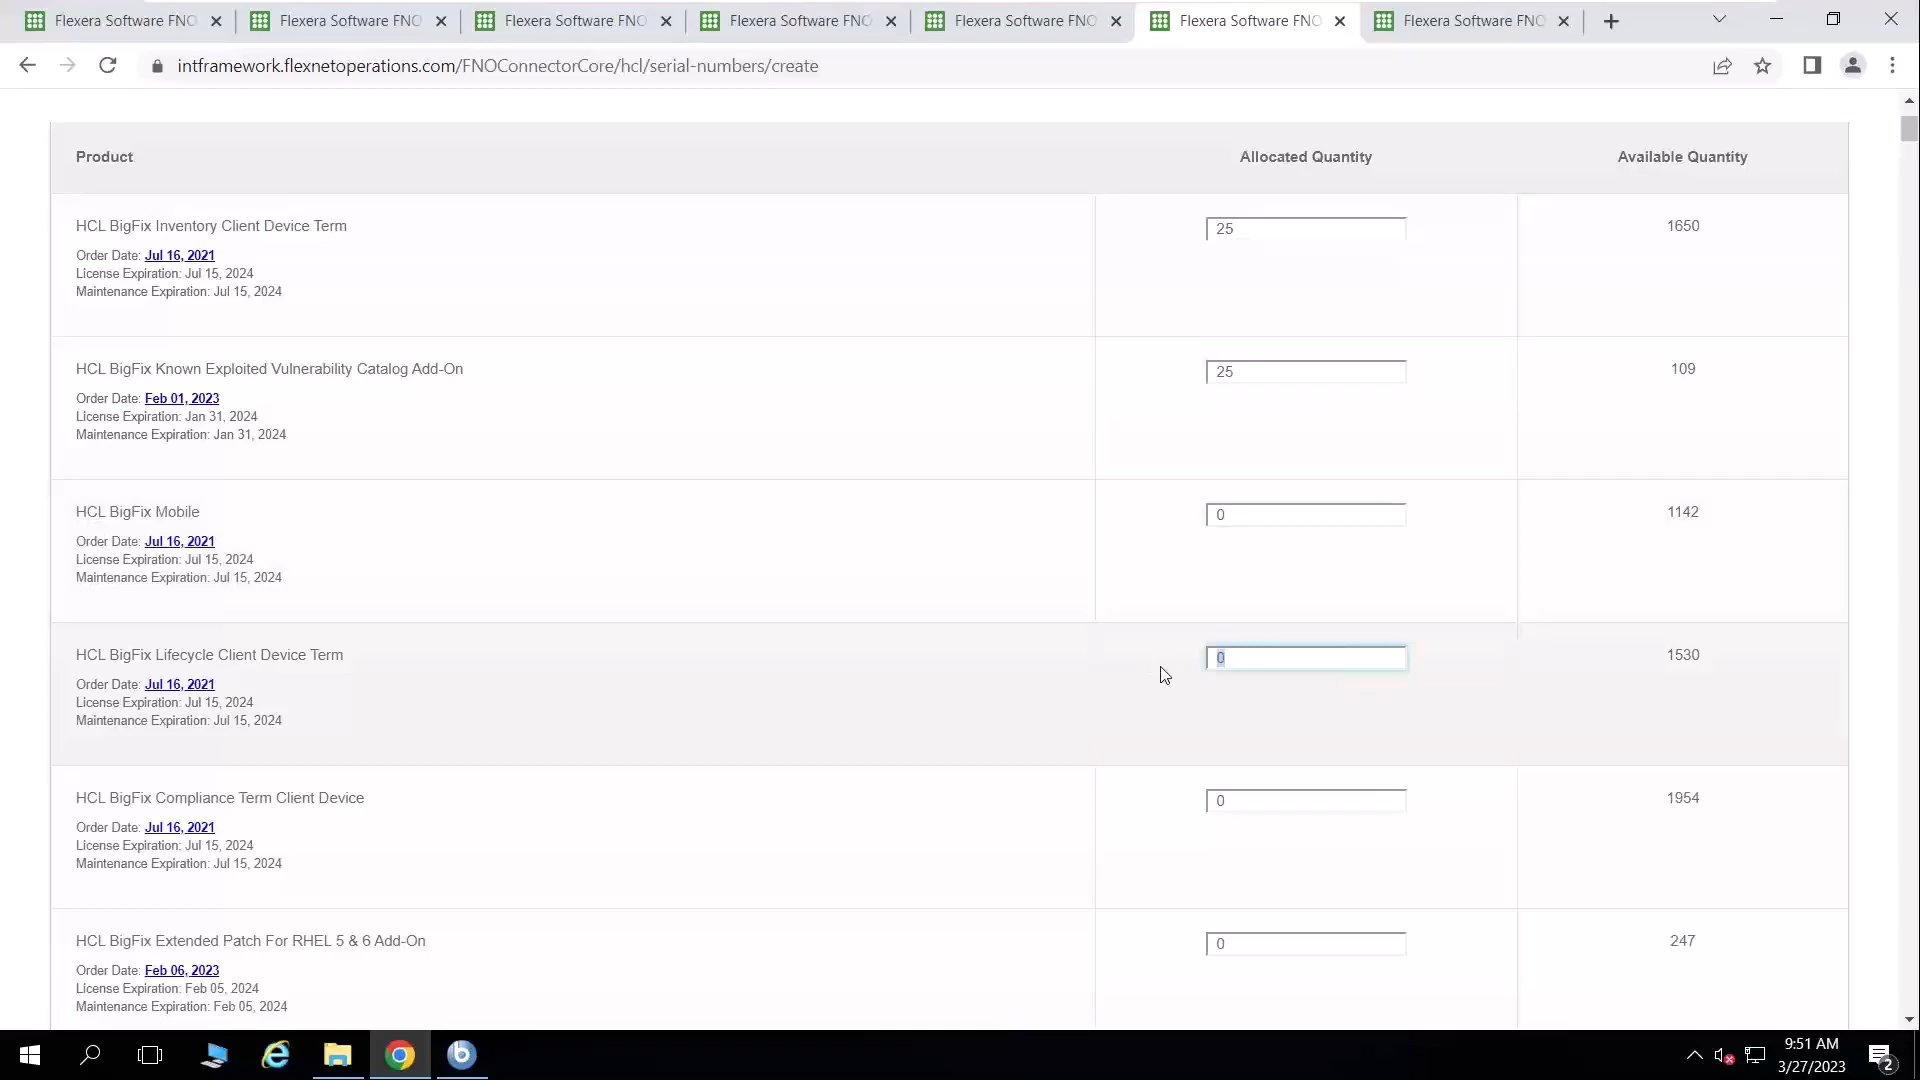 Flexera Software FNO
Flexera Software FNO
Flexera Software FNO
Flexera Software FNO
Flexera Software FNO
Flexera Software FNO
Flexera Software FNO
intframework.flexnetoperations.com/FNOConnectorCore/hcl/serial-numbers/create
Product
Allocated Quantity
Available Quantity
HCL BigFix Inventory Client Device Term
25
1650
Order Date: Jul 16, 2021
License Expiration: Jul 15, 2024
Maintenance Expiration: Jul 15, 2024
HCL BigFix Known Exploited Vulnerability Catalog Add-On
25
109
Order Date: Feb 01, 2023
License Expiration: Jan 31, 2024
Maintenance Expiration: Jan 31, 2024
HCL BigFix Mobile
0
1142
Order Date: Jul 16, 2021
License Expiration: Jul 15, 2024
Maintenance Expiration: Jul 15, 2024
HCL BigFix Lifecycle Client Device Term
0
1530
Order Date: Jul 16, 2021
License Expiration: Jul 15, 2024
Maintenance Expiration: Jul 15, 2024
HCL BigFix Compliance Term Client Device
0
1954
Order Date: Jul 16, 2021
License Expiration: Jul 15, 2024
Maintenance Expiration: Jul 15, 2024
HCL BigFix Extended Patch For RHEL 5 & 6 Add-On
0
247
Order Date: Feb 06, 2023
License Expiration: Feb 05, 2024
Maintenance Expiration: Feb 05, 2024
9:51 AM
3/27/2023
2